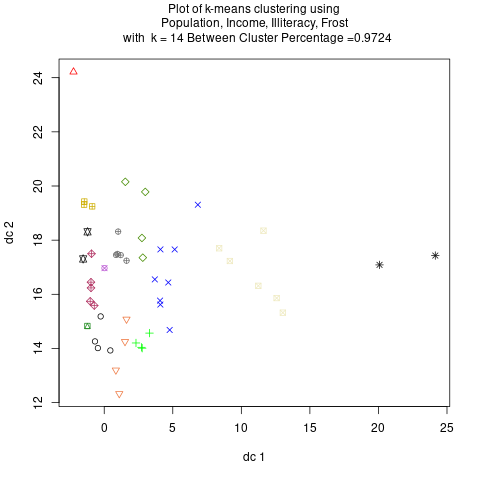 Plot of k-means clustering using
Population, Income, Illiteracy, Frost
with k = 14 Between Cluster Percentage =0.9724
24
22
20
18
16
14
12
dc 2
0 5 10 15 20 25
dc 1